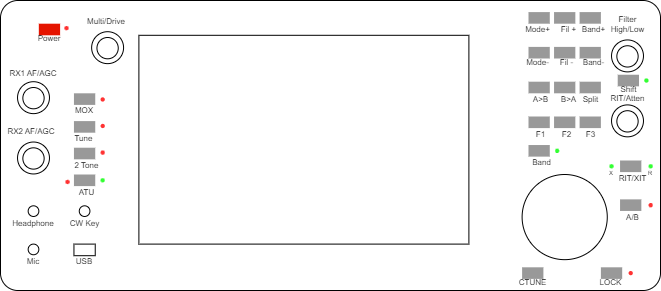 Multi/Drive
Power
RX1 AF/AGC
MOX
Tune
RX2 AF/AGC
2 Tone
ATU
Headphone
CW Key
Mic
USB
Mode+ Fil + Band+
Filter
High/Low
Mode- Fil - Band-
Shift
RIT/Atten
A>B B>A Split
F1 F2 F3
Band
X R
RIT/XIT
A/B
CTUNE
LOCK